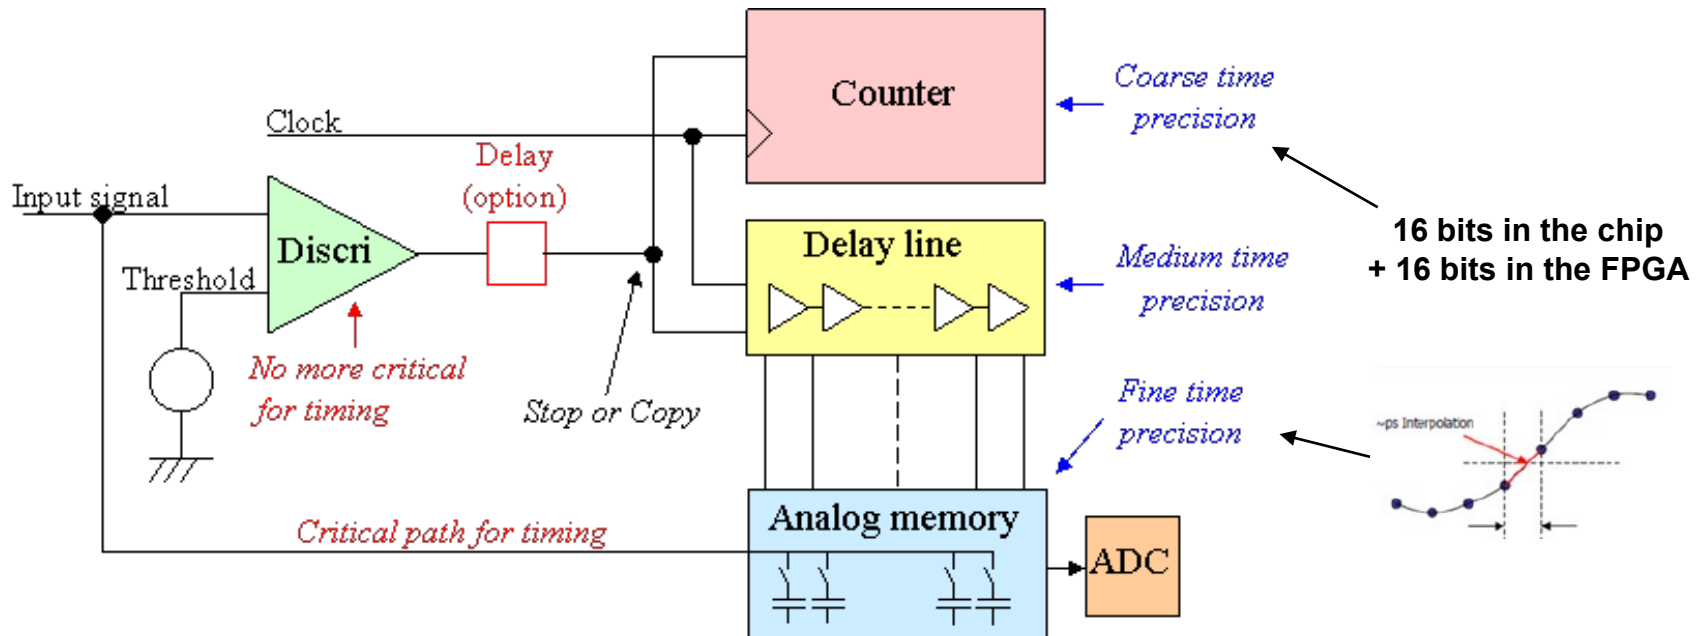 Counter
Coarse time
precision
Clock
Delay
(option)
Input signal
Discri
Threshold
Delay line
Medium time
precision
16 bits in the chip
+ 16 bits in the FPGA
No more critical
for timing
Stop or Copy
Fine time
precision
~ps Interpolation
Analog memory
Critical path for timing
ADC